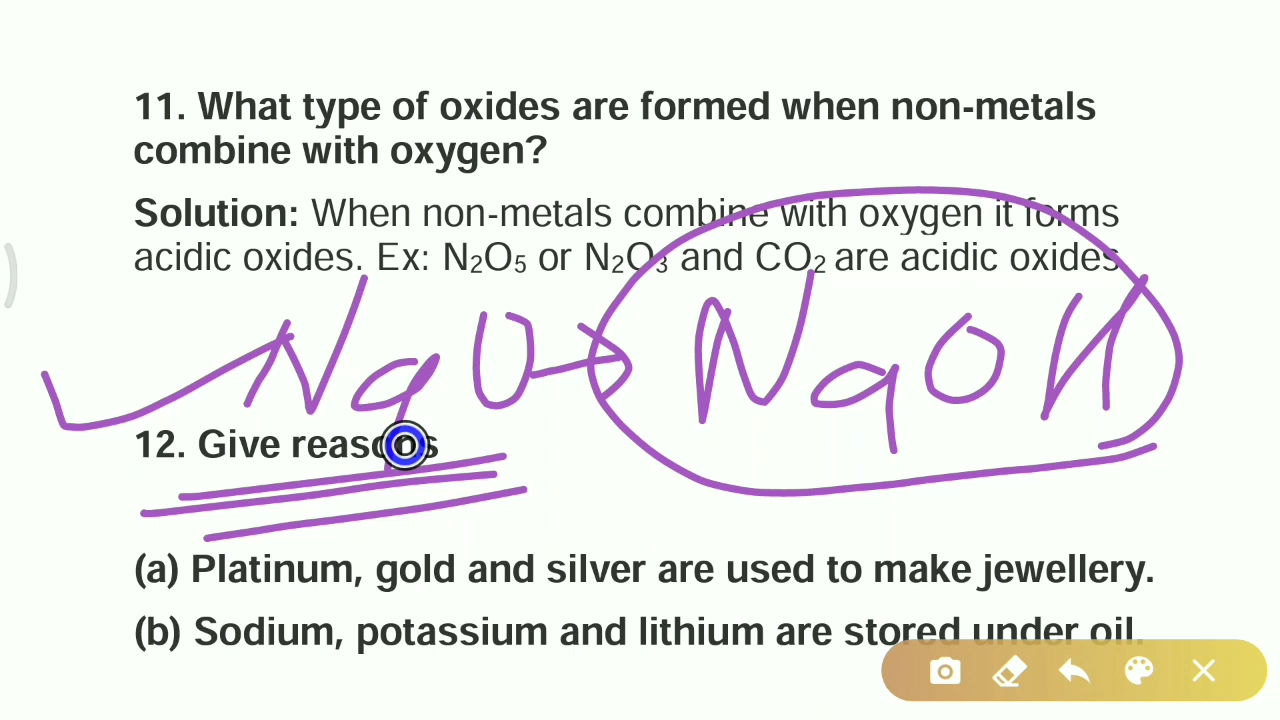 11. What type of oxides are formed when non-metals
combine with oxygen?
Solution: When non-metals combine with oxygen it forms
acidic oxides. Ex: N₂O₅ or N₂O₃ and CO₂ are acidic oxides
NaO → NaOH
12. Give reasons
(a) Platinum, gold and silver are used to make jewellery.
(b) Sodium, potassium and lithium are stored under oil.